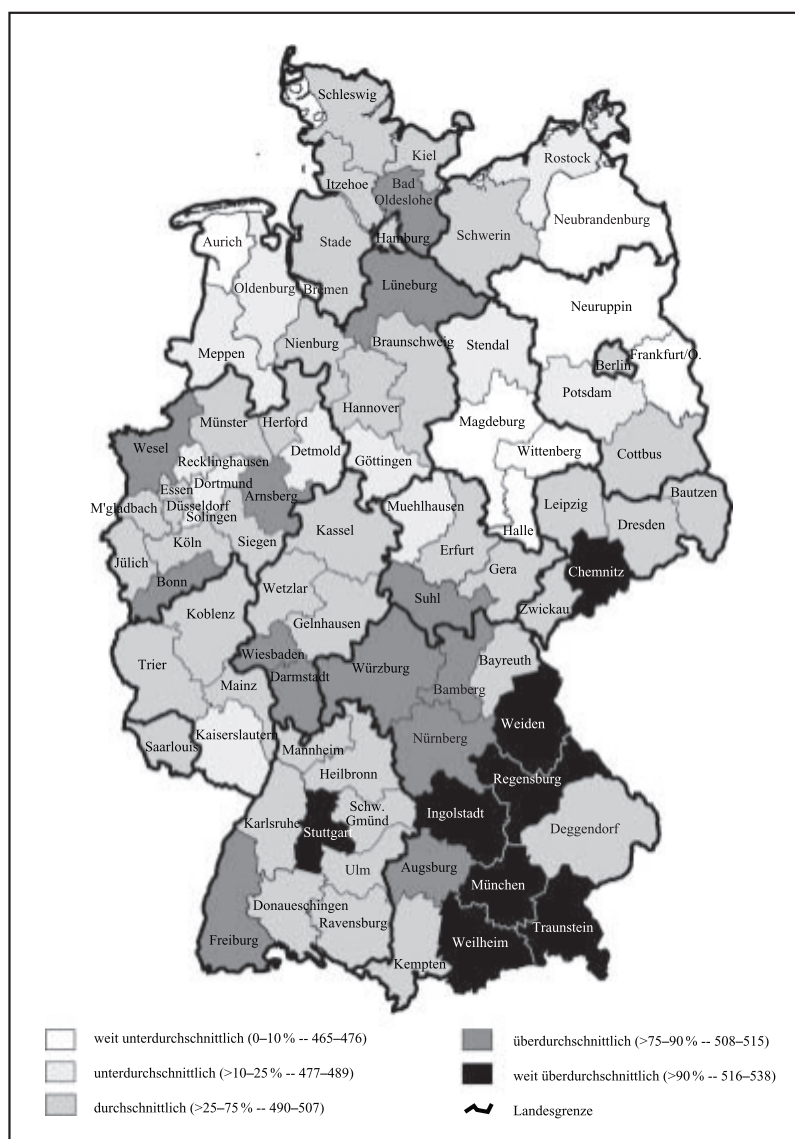 Schleswig
Kiel
Rostock
Itzehoe
Bad
Oldeslohe
Neubrandenburg
Hamburg
Schwerin
Aurich
Stade
Lüneburg
Oldenburg
Bremen
Neuruppin
Nienburg
Braunschweig
Stendal
Berlin
Frankfurt/O.
Meppen
Potsdam
Hannover
Magdeburg
Münster
Herford
Wesel
Detmold
Wittenberg
Cottbus
Recklinghausen
Göttingen
Essen
Dortmund
Arnsberg
Bautzen
M'gladbach
Düsseldorf
Solingen
Muehlhausen
Halle
Leipzig
Dresden
Kassel
Köln
Siegen
Erfurt
Jülich
Gera
Chemnitz
Bonn
Wetzlar
Suhl
Zwickau
Koblenz
Gelnhausen
Wiesbaden
Würzburg
Bayreuth
Trier
Darmstadt
Mainz
Bamberg
Weiden
Kaiserslautern
Saarlouis
Mannheim
Nürnberg
Heilbronn
Regensburg
Schw.
Gmünd
Ingolstadt
Karlsruhe
Stuttgart
Deggendorf
Ulm
Augsburg
München
Donaueschingen
Ravensburg
Traunstein
Freiburg
Weilheim
Kempten
weit unterdurchschnittlich (0–10 % -- 465–476)
unterdurchschnittlich (>10–25 % -- 477–489)
durchschnittlich (>25–75 % -- 490–507)
überdurchschnittlich (>75–90 % -- 508–515)
weit überdurchschnittlich (>90 % -- 516–538)
Landesgrenze